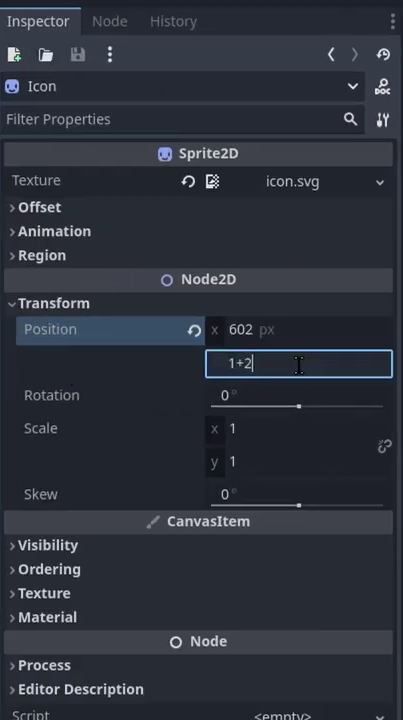 Inspector Node History
Icon
Filter Properties
Sprite2D
Texture icon.svg
Offset
Animation
Region
Node2D
Transform
Position x 602 px
1+2
Rotation 0 °
Scale x 1
y 1
Skew 0 °
CanvasItem
Visibility
Ordering
Texture
Material
Node
Process
Editor Description
Script <empty>